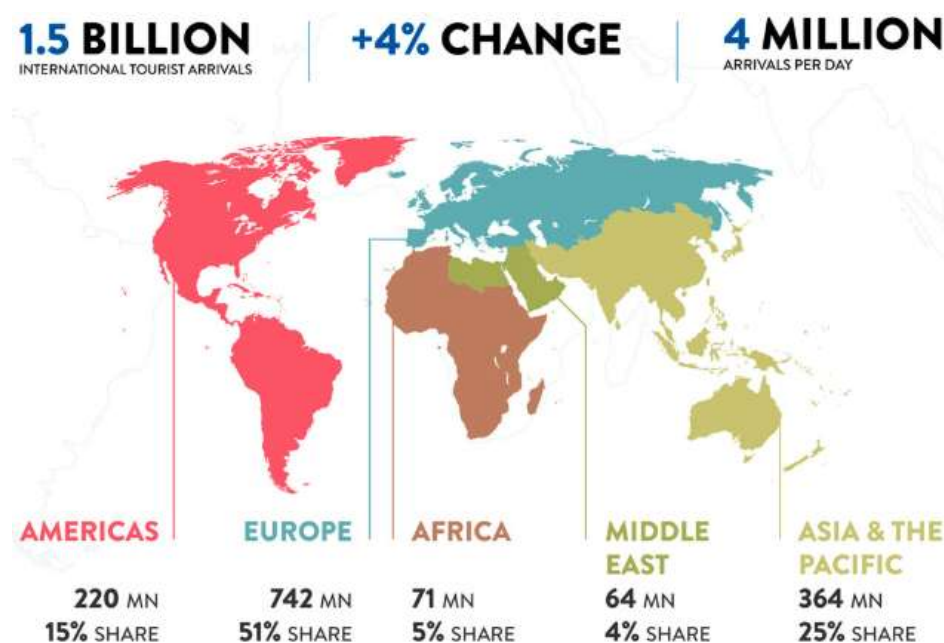 1.5 BILLION
INTERNATIONAL TOURIST ARRIVALS
+4% CHANGE
4 MILLION
ARRIVALS PER DAY
AMERICAS
220 MN
15% SHARE
EUROPE
742 MN
51% SHARE
AFRICA
71 MN
5% SHARE
MIDDLE
EAST
64 MN
4% SHARE
ASIA & THE
PACIFIC
364 MN
25% SHARE